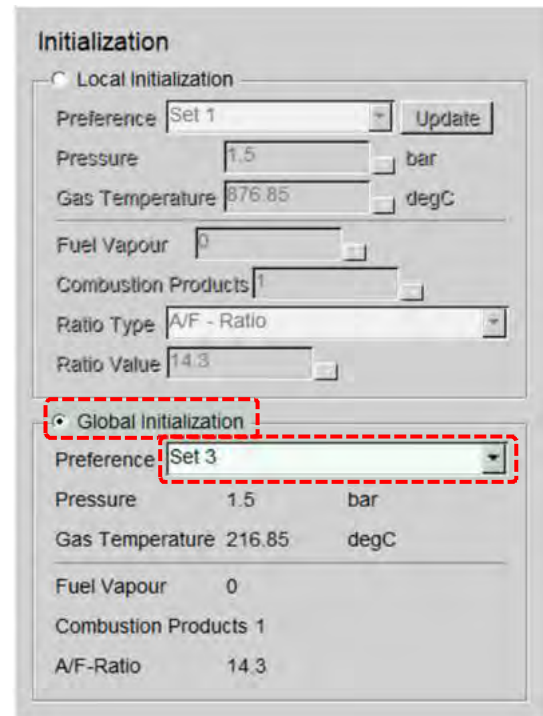 Initialization
Local Initialization
Preference Set 1 Update
Pressure 1.5 bar
Gas Temperature 876.85 degC
Fuel Vapour 0
Combustion Products 1
Ratio Type A/F - Ratio
Ratio Value 14.3
Global Initialization
Preference Set 3
Pressure 1.5 bar
Gas Temperature 216.85 degC
Fuel Vapour 0
Combustion Products 1
A/F-Ratio 14.3